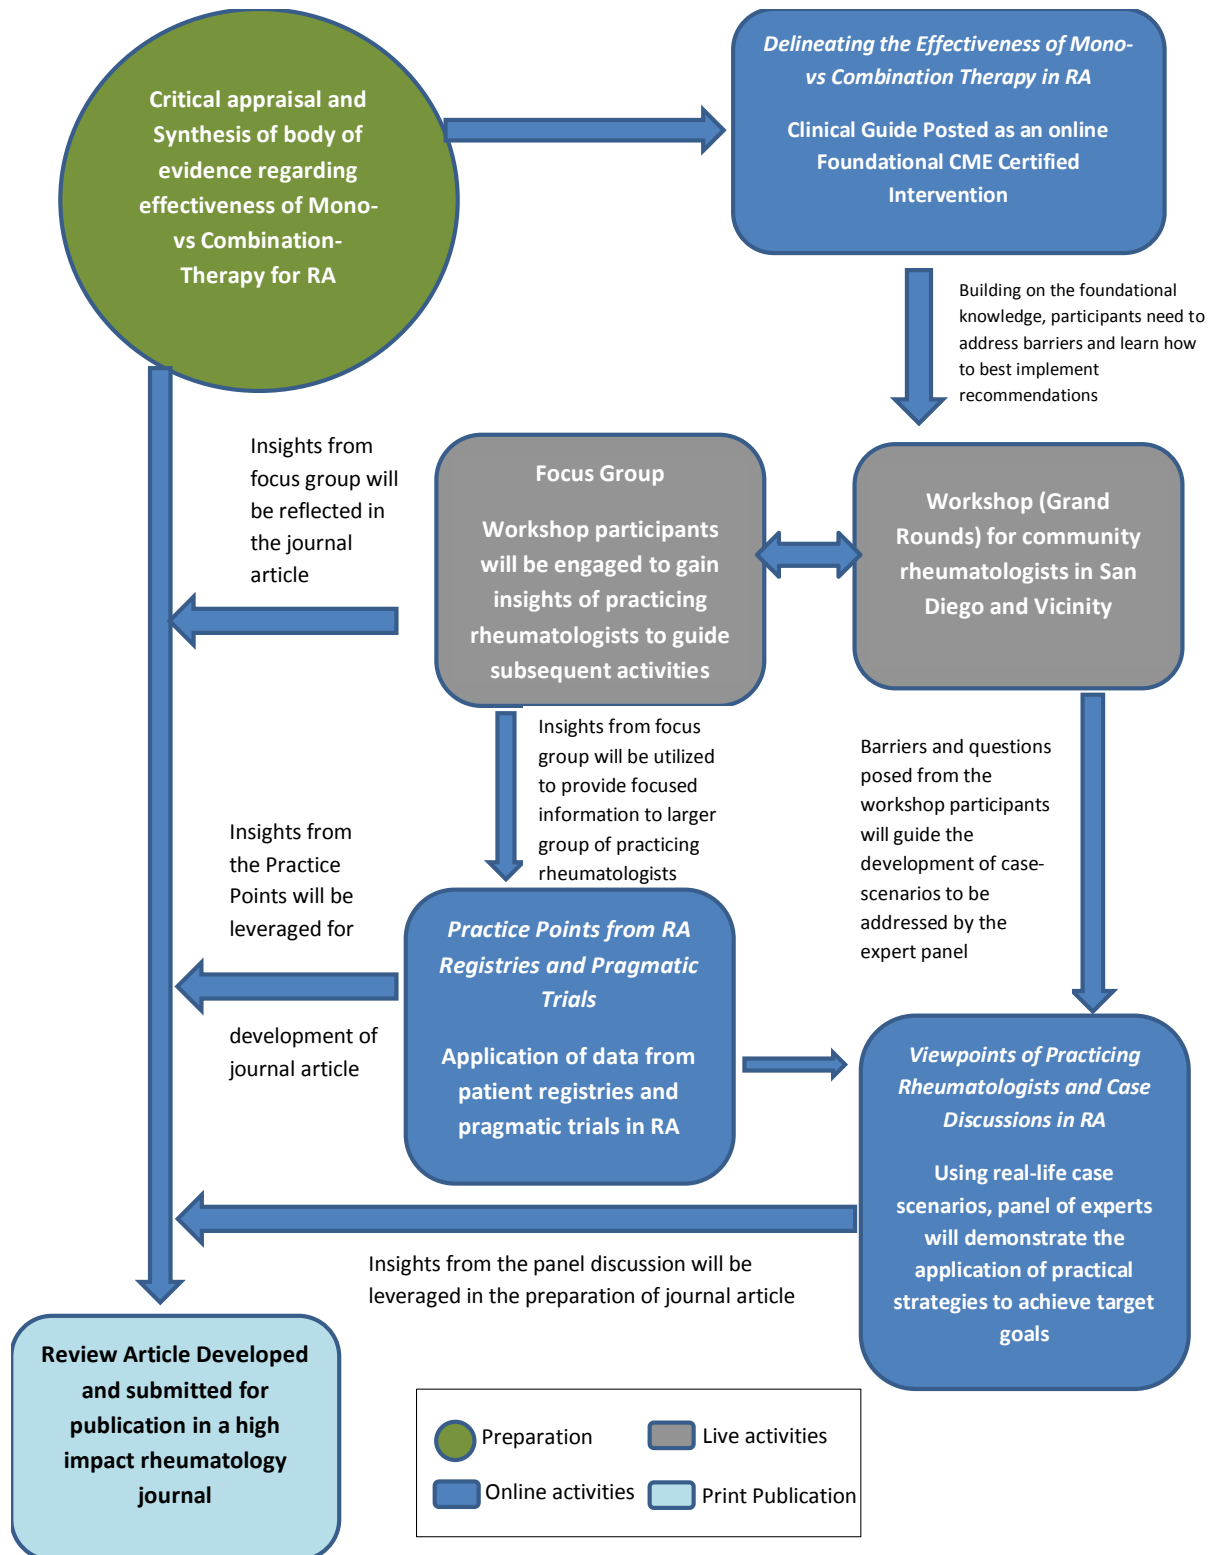 Critical appraisal and
Synthesis of body of
evidence regarding
effectiveness of Mono-
vs Combination-
Therapy for RA
Delineating the Effectiveness of Mono-
vs Combination Therapy in RA
Clinical Guide Posted as an online
Foundational CME Certified
Intervention
Building on the foundational
knowledge, participants need to
address barriers and learn how
to best implement
recommendations
Insights from
focus group will
be reflected in
the journal
article
Focus Group
Workshop participants
will be engaged to gain
insights of practicing
rheumatologists to guide
subsequent activities
Workshop (Grand
Rounds) for community
rheumatologists in San
Diego and Vicinity
Insights from focus
group will be utilized
to provide focused
information to larger
group of practicing
rheumatologists
Barriers and questions
posed from the
workshop participants
will guide the
development of case-
scenarios to be
addressed by the
expert panel
Insights from
the Practice
Points will be
leveraged for
development of
journal article
Practice Points from RA
Registries and Pragmatic
Trials
Application of data from
patient registries and
pragmatic trials in RA
Viewpoints of Practicing
Rheumatologists and Case
Discussions in RA
Using real-life case
scenarios, panel of experts
will demonstrate the
application of practical
strategies to achieve target
goals
Insights from the panel discussion will be
leveraged in the preparation of journal article
Review Article Developed
and submitted for
publication in a high
impact rheumatology
journal
Preparation
Live activities
Online activities
Print Publication